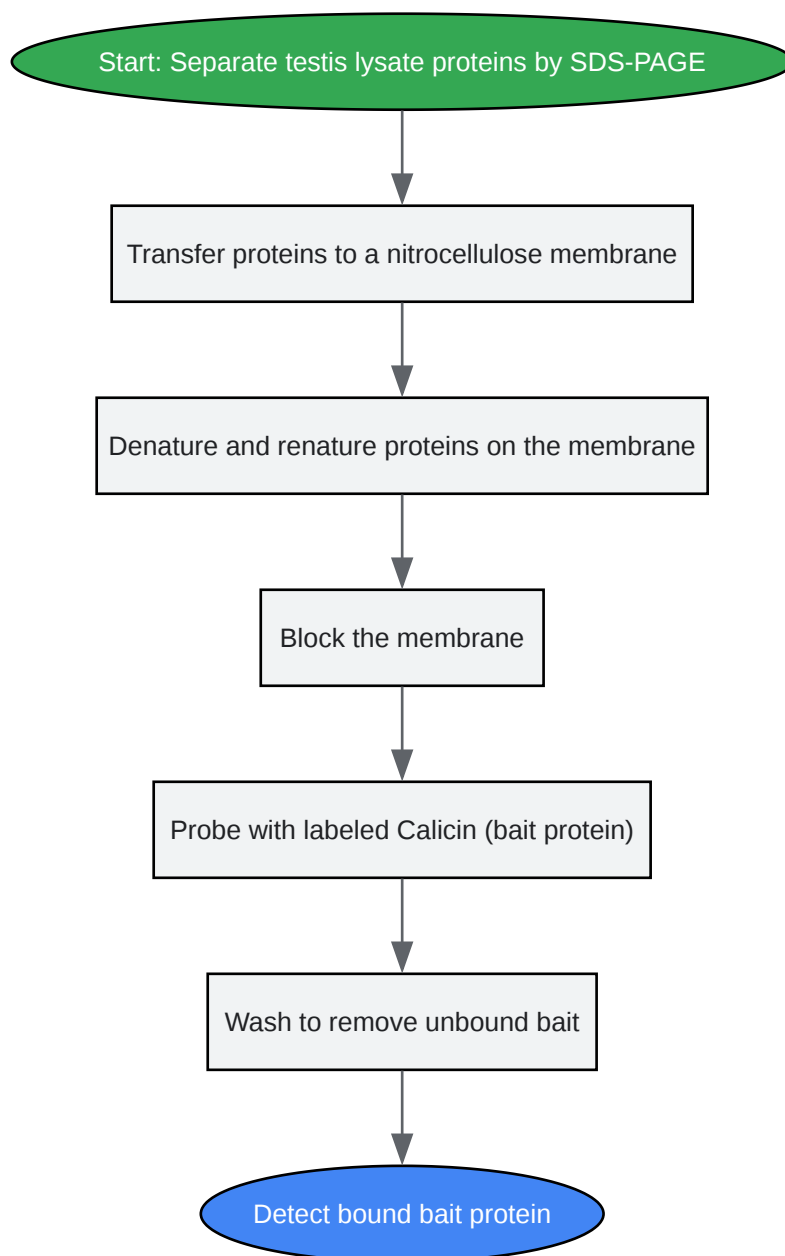 Start: Separate testis lysate proteins by SDS-PAGE
Transfer proteins to a nitrocellulose membrane
Denature and renature proteins on the membrane
Block the membrane
Probe with labeled Calicin (bait protein)
Wash to remove unbound bait
Detect bound bait protein